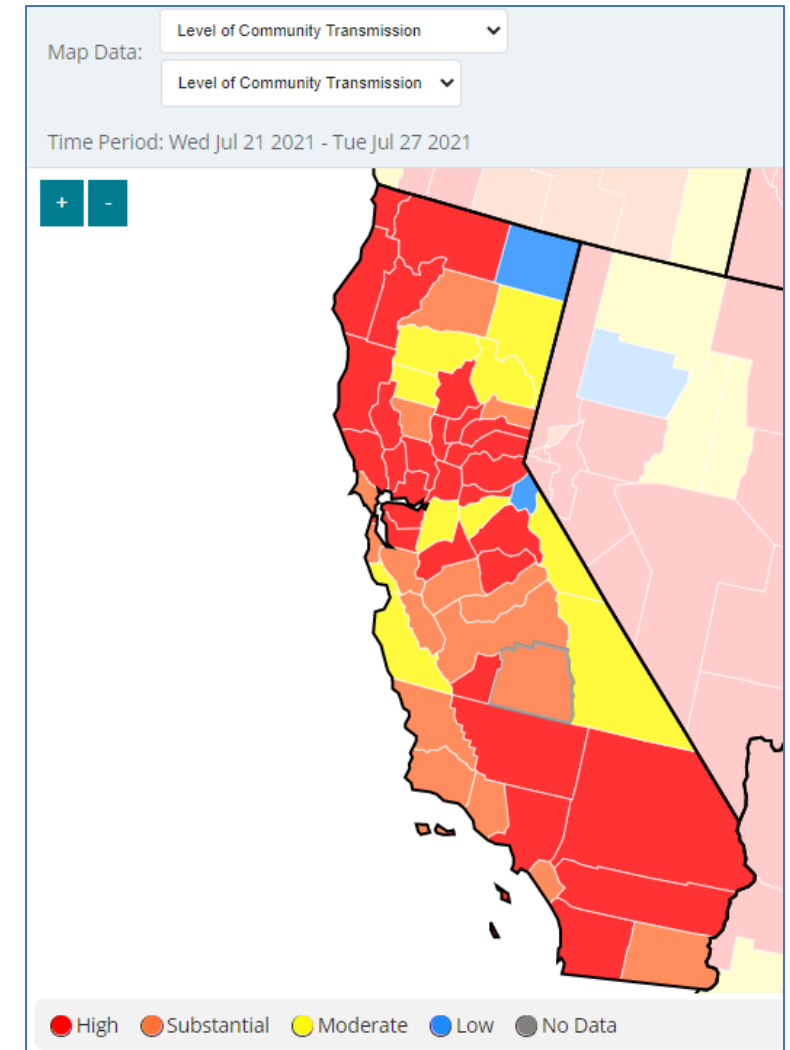 Level of Community Transmission
Map Data:
Level of Community Transmission
Time Period: Wed Jul 21 2021 - Tue Jul 27 2021
+ -
High Substantial Moderate Low No Data